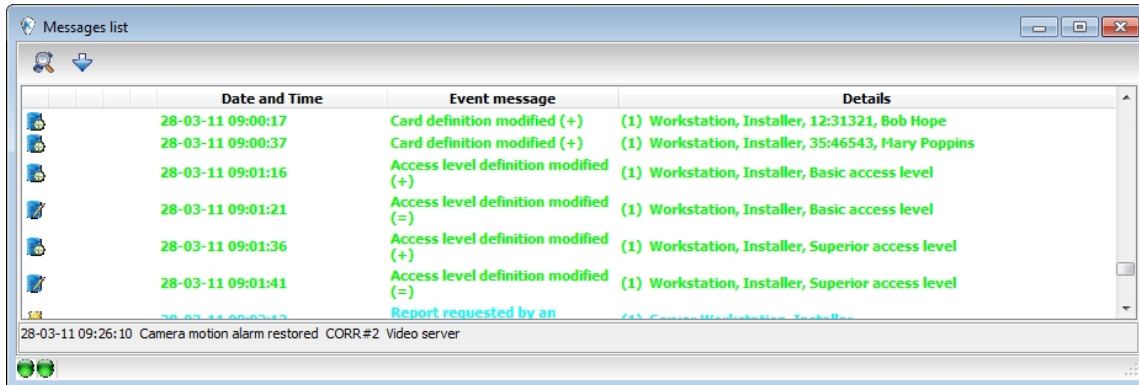 Messages list
Date and Time Event message Details
28-03-11 09:00:17 Card definition modified (+) (1) Workstation, Installer, 12:31321, Bob Hope
28-03-11 09:00:37 Card definition modified (+) (1) Workstation, Installer, 35:46543, Mary Poppins
28-03-11 09:01:16 Access level definition modified (+) (1) Workstation, Installer, Basic access level
28-03-11 09:01:21 Access level definition modified (=) (1) Workstation, Installer, Basic access level
28-03-11 09:01:36 Access level definition modified (+) (1) Workstation, Installer, Superior access level
28-03-11 09:01:41 Access level definition modified (=) (1) Workstation, Installer, Superior access level
Report requested by an
28-03-11 09:26:10 Camera motion alarm restored CORR#2 Video server